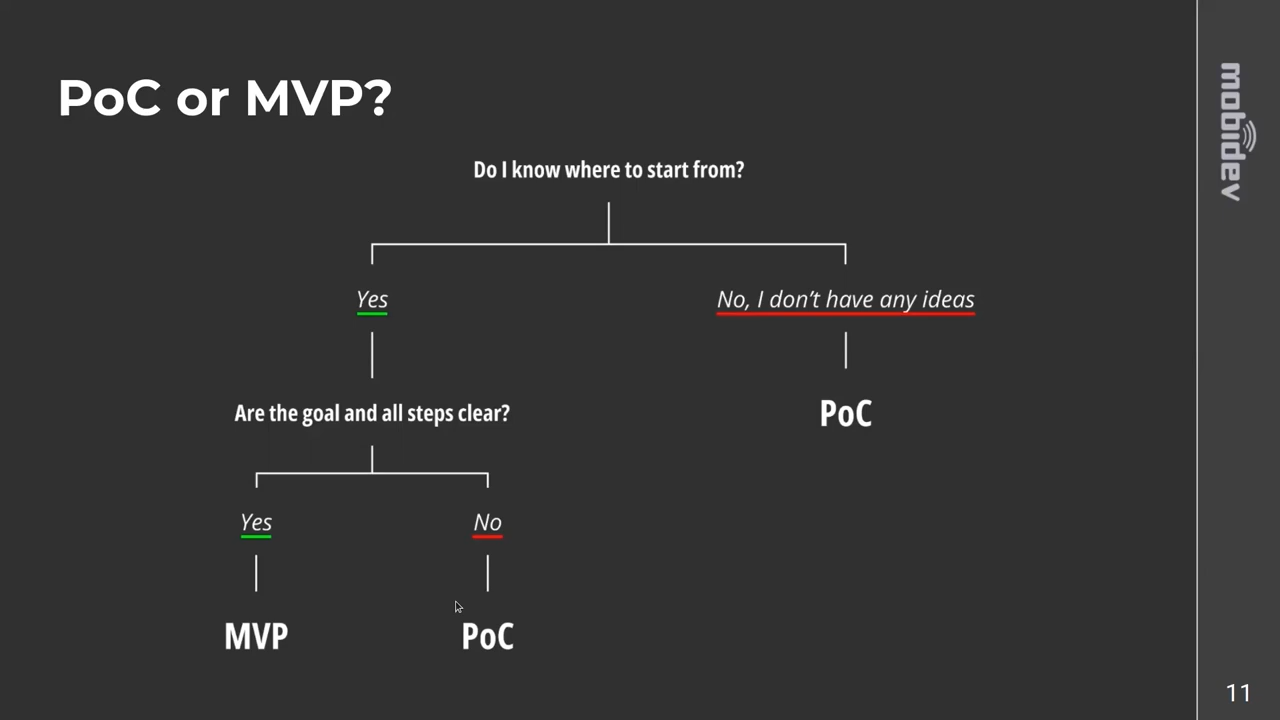 PoC or MVP?
mobidev
Do I know where to start from?
Yes
No, I don't have any ideas
Are the goal and all steps clear?
PoC
Yes
No
MVP
PoC
11